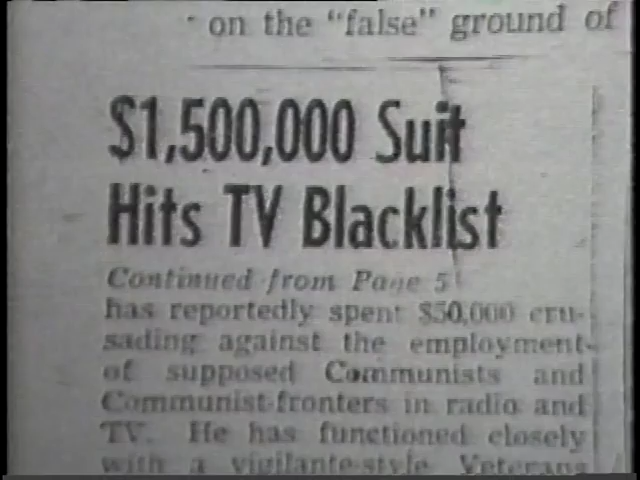 on the "false" ground of
$1,500,000 Suit
Hits TV Blacklist
Continued from Page 5
has reportedly spent $50,000 cru-
sading against the employment
of supposed Communists and
Communist-fronters in radio and
TV. He has functioned closely
with a vigilante-style Veterans